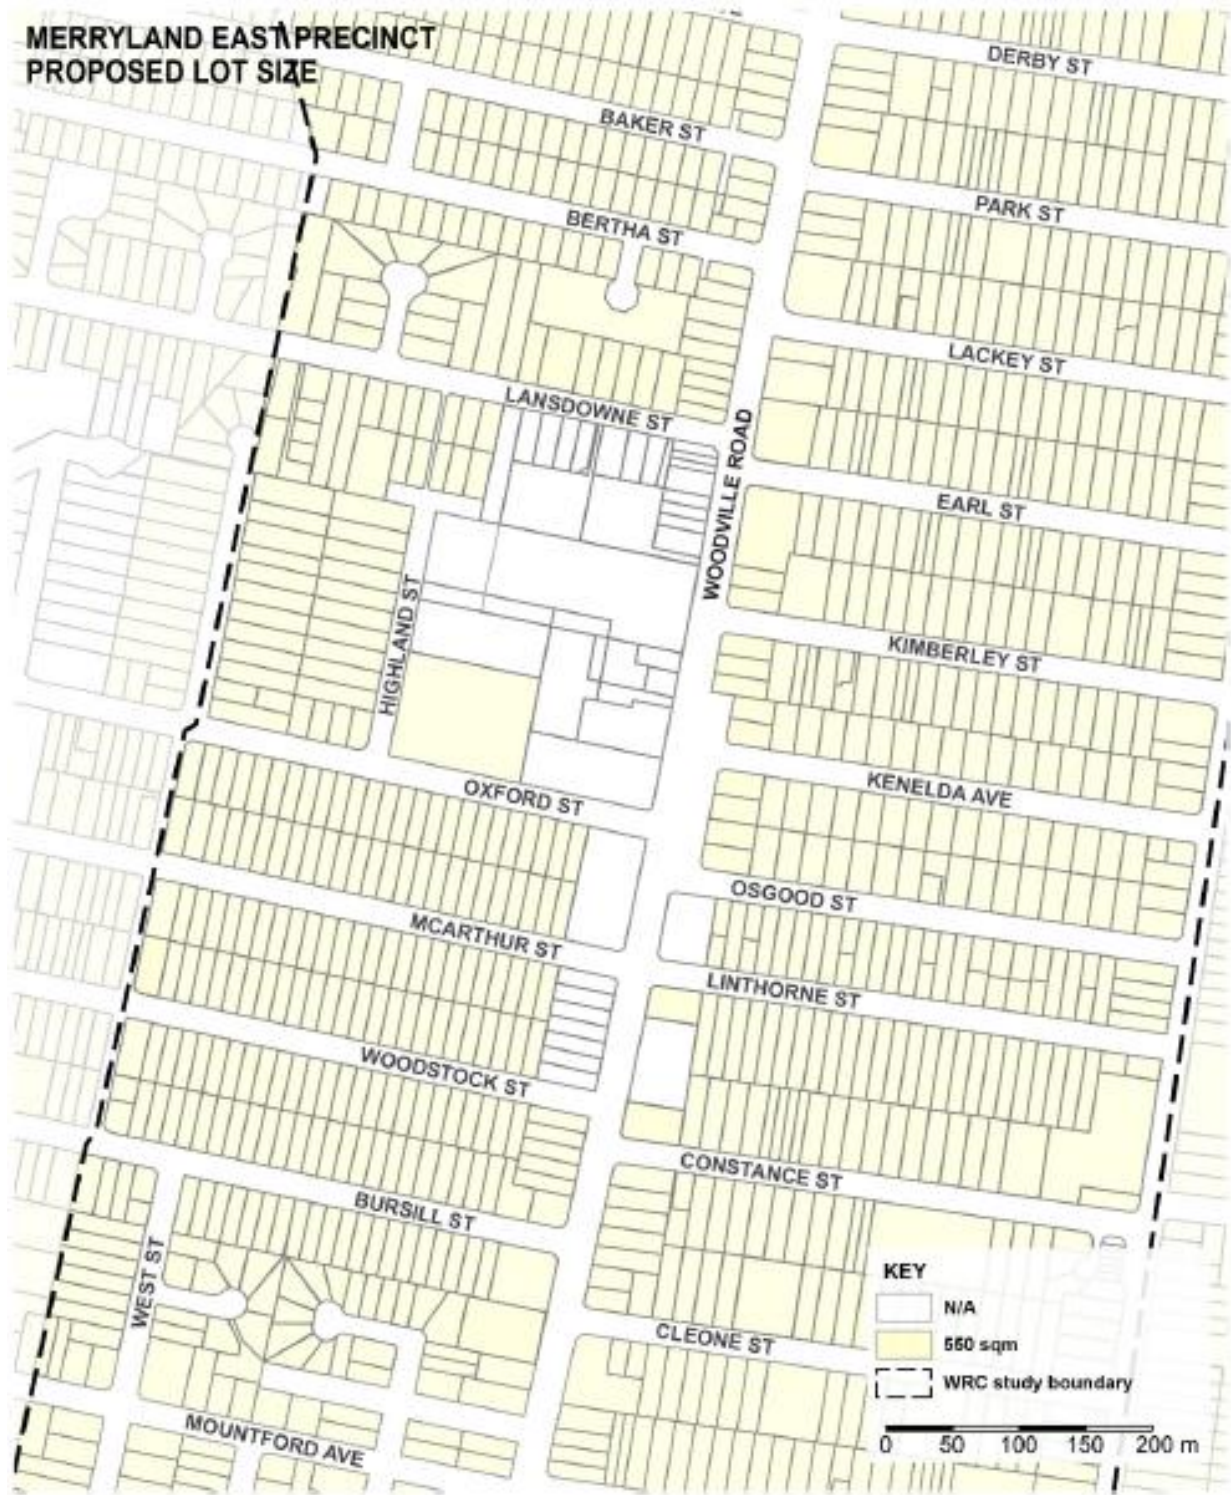 MERRYLAND EAST PRECINCT
PROPOSED LOT SIZE
DERBY ST
BAKER ST
PARK ST
BERTHA ST
LACKEY ST
LANSDOWNE ST
WOODVILLE ROAD
EARL ST
HIGHLAND ST
KIMBERLEY ST
OXFORD ST
KENELDA AVE
OSGOOD ST
MCARTHUR ST
LINTHORNE ST
WOODSTOCK ST
CONSTANCE ST
BURSILL ST
WEST ST
CLEONE ST
MOUNTFORD AVE
KEY
N/A
550 sqm
WRC study boundary
0 50 100 150 200 m